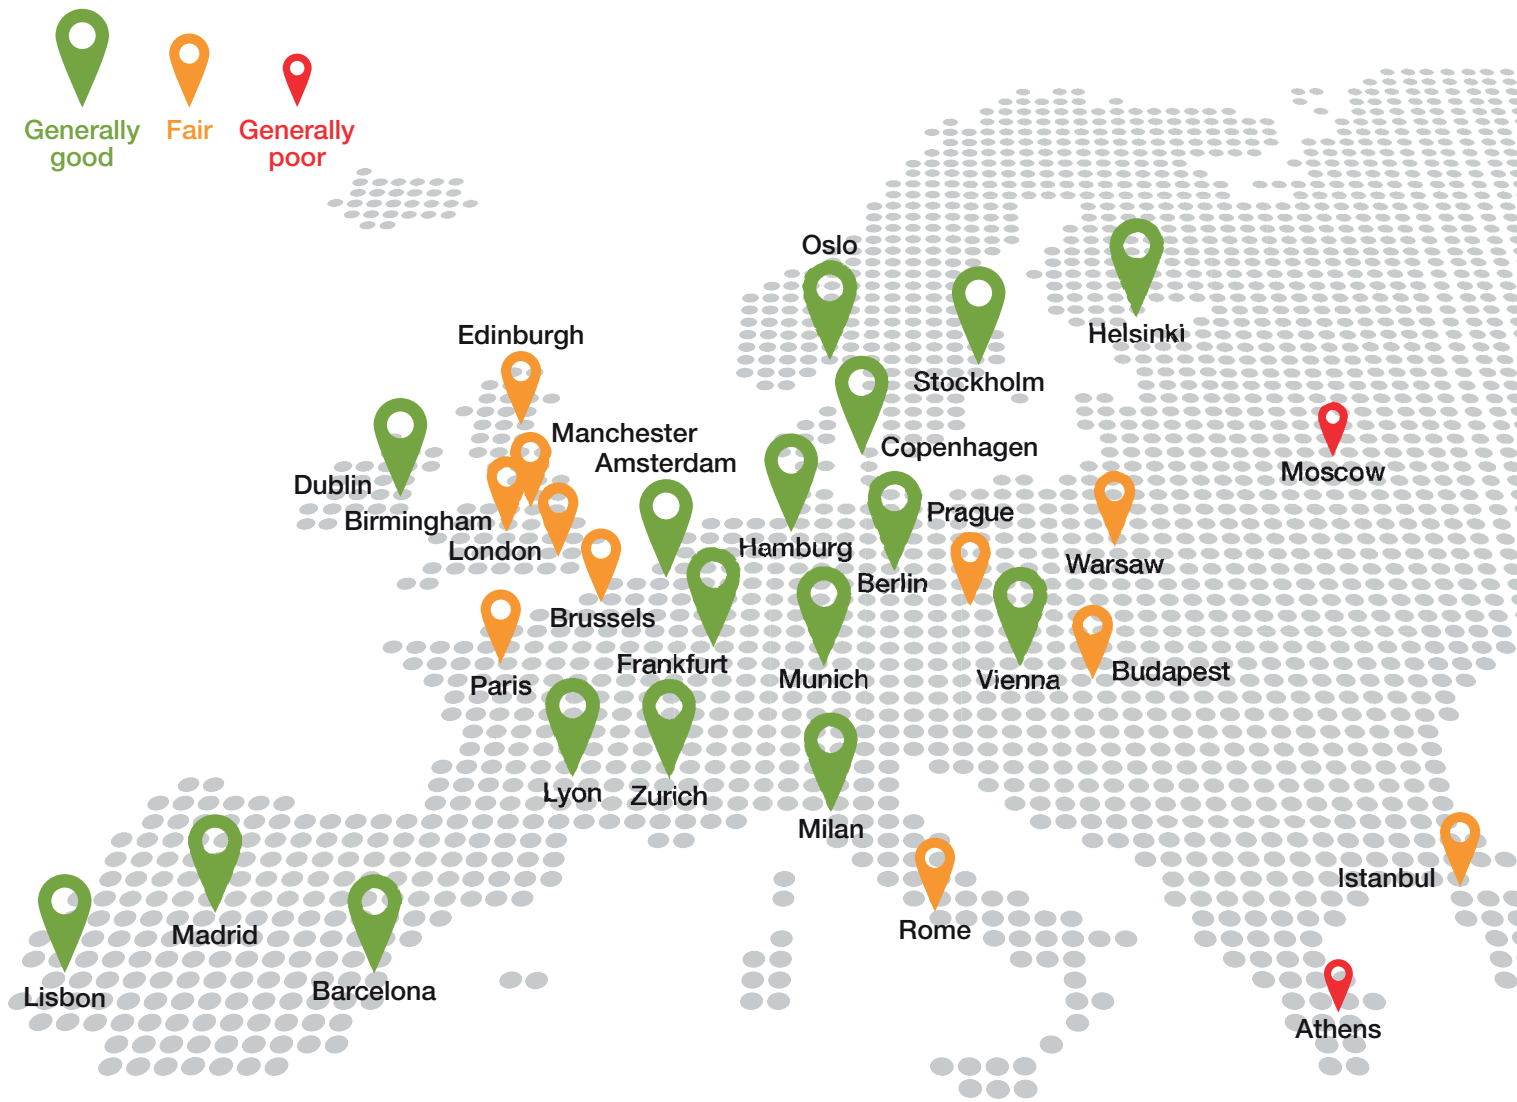 Generally
good
Fair
Generally
poor
Oslo
Helsinki
Edinburgh
Stockholm
Manchester
Copenhagen
Amsterdam
Moscow
Dublin
Prague
Birmingham
Hamburg
London
Warsaw
Berlin
Brussels
Frankfurt
Budapest
Munich
Vienna
Paris
Lyon
Zurich
Milan
Istanbul
Rome
Madrid
Barcelona
Lisbon
Athens